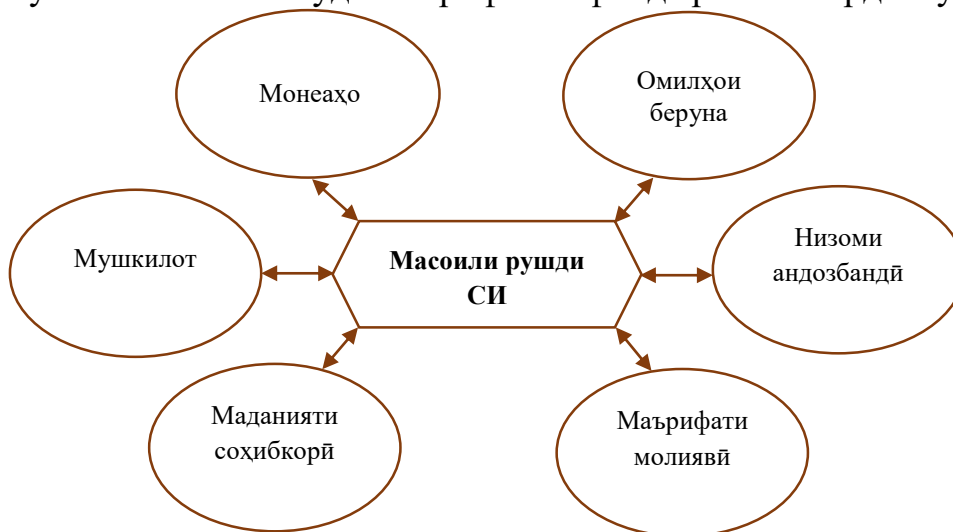 Монеаҳо
Омилҳои
беруна
Мушкилот
Масоили рушди
СИ
Низоми
андозбандӣ
Маданияти
соҳибкорӣ
Маърифати
молиявӣ